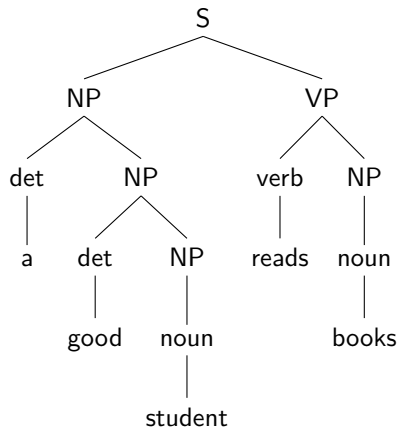 S
NP VP
det NP verb NP
a det NP reads noun
good noun books
student